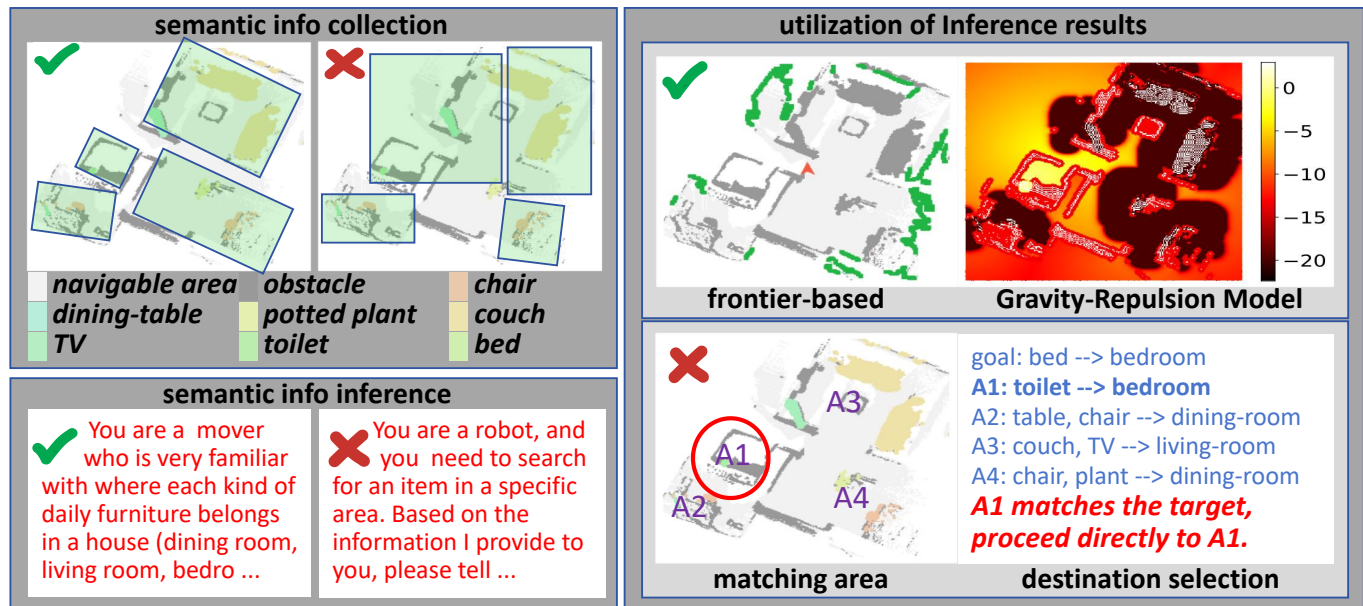 semantic info collection
navigable area
obstacle
chair
dining-table
potted plant
couch
TV
toilet
bed
semantic info inference
You are a mover
who is very familiar
with where each kind of
daily furniture belongs
in a house (dining room,
living room, bedro ...
You are a robot, and
you need to search
for an item in a specific
area. Based on the
information I provide to
you, please tell ...
utilization of Inference results
0
−5
−10
−15
−20
frontier-based
Gravity-Repulsion Model
A3
A1
A2
A4
matching area
goal: bed --> bedroom
A1: toilet --> bedroom
A2: table, chair --> dining-room
A3: couch, TV --> living-room
A4: chair, plant --> dining-room
A1 matches the target,
proceed directly to A1.
destination selection